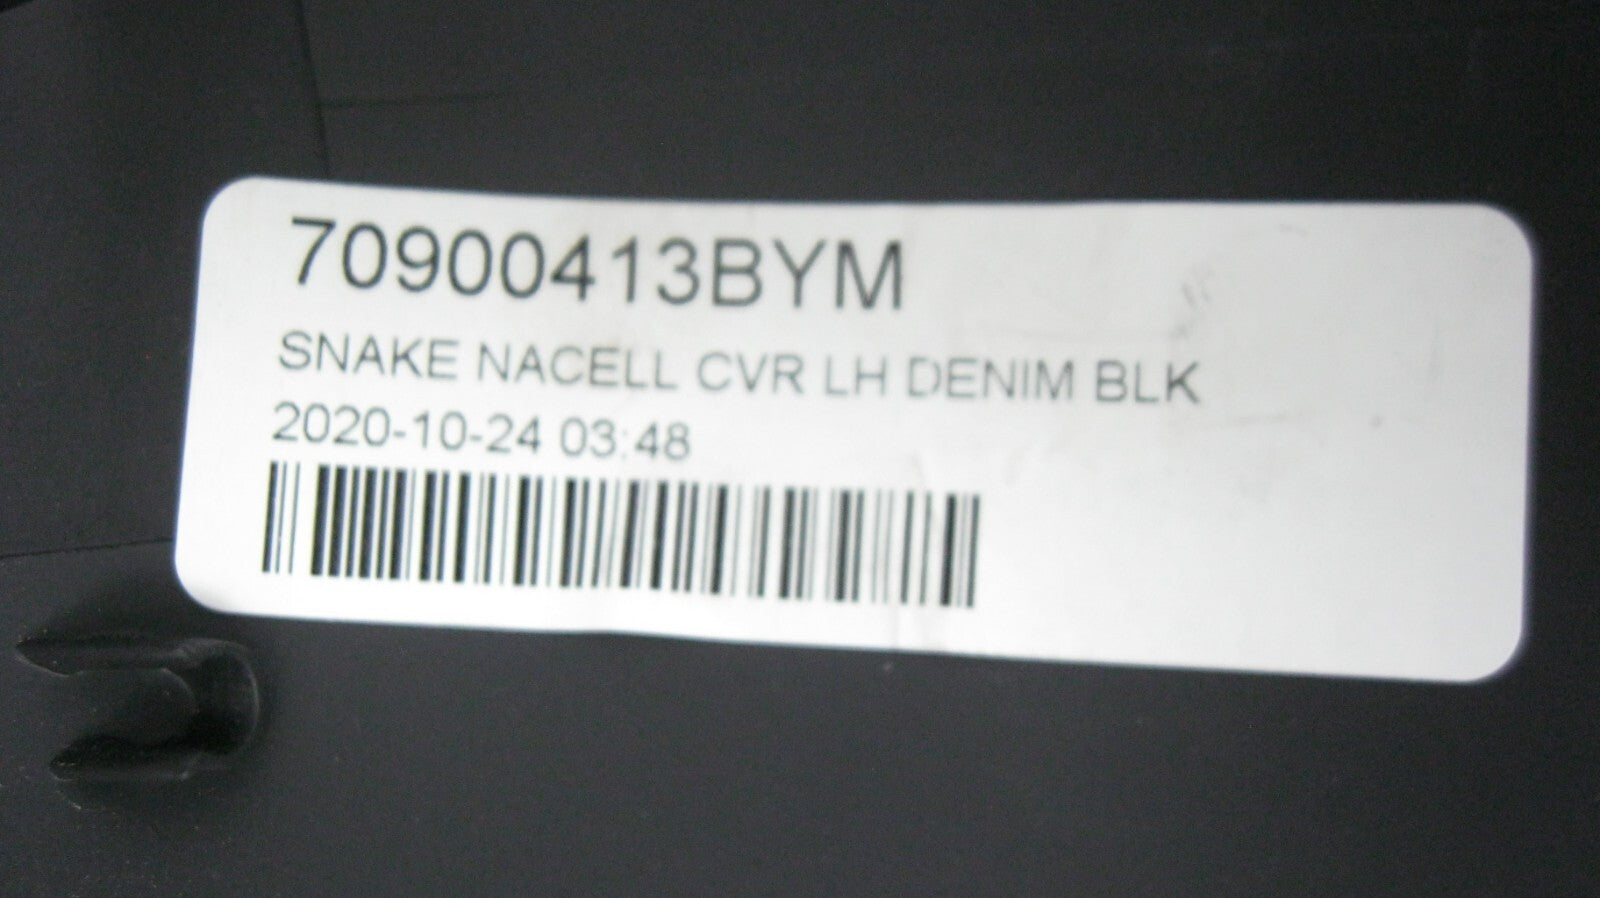 70900413BYM
SNAKE NACELL CVR LH DENIM BLK
2020-10-24 03:48